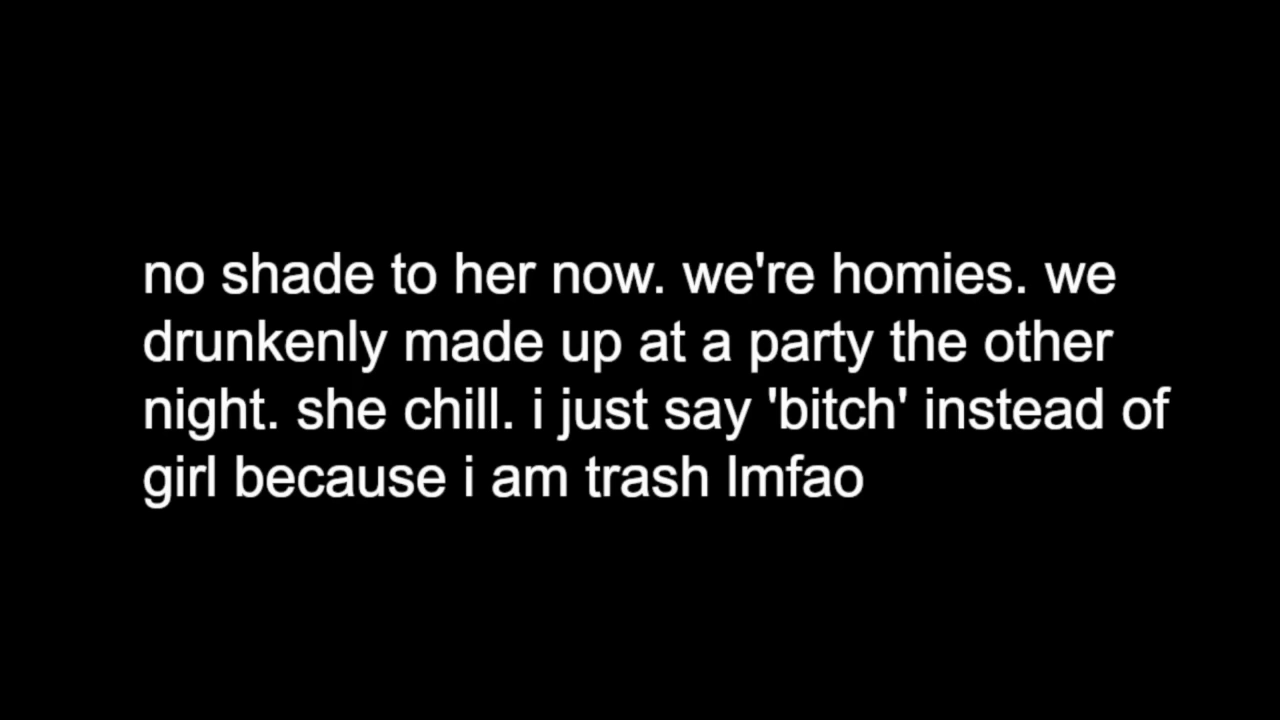 no shade to her now. we're homies. we
drunkenly made up at a party the other
night. she chill. i just say 'bitch' instead of
girl because i am trash lmfao